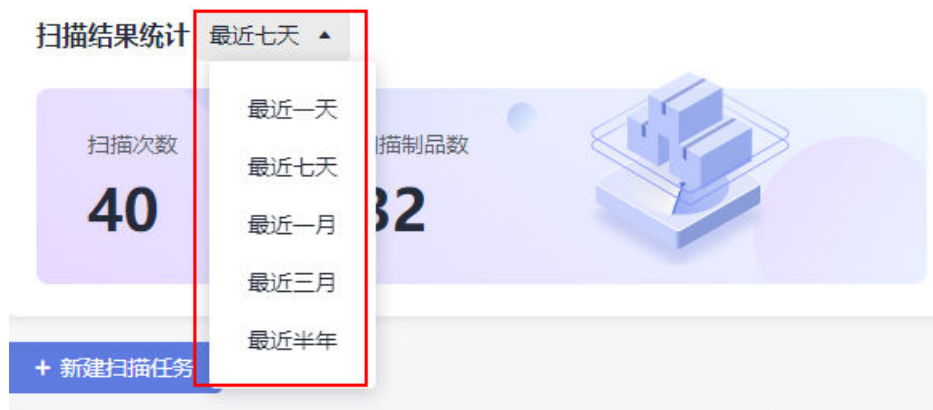 扫描结果统计 最近七天
最近一天
扫描次数
描制品数
最近七天
40
32
最近一月
最近三月
最近半年
+ 新建扫描任务